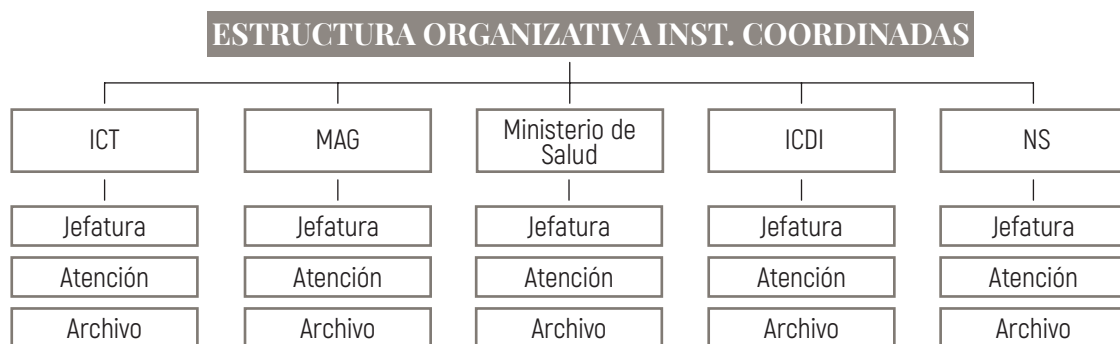 ESTRUCTURA ORGANIZATIVA INST. COORDINADAS
ICT
MAG
Ministerio de
Salud
ICDI
NS
Jefatura
Jefatura
Jefatura
Jefatura
Jefatura
Atención
Atención
Atención
Atención
Atención
Archivo
Archivo
Archivo
Archivo
Archivo